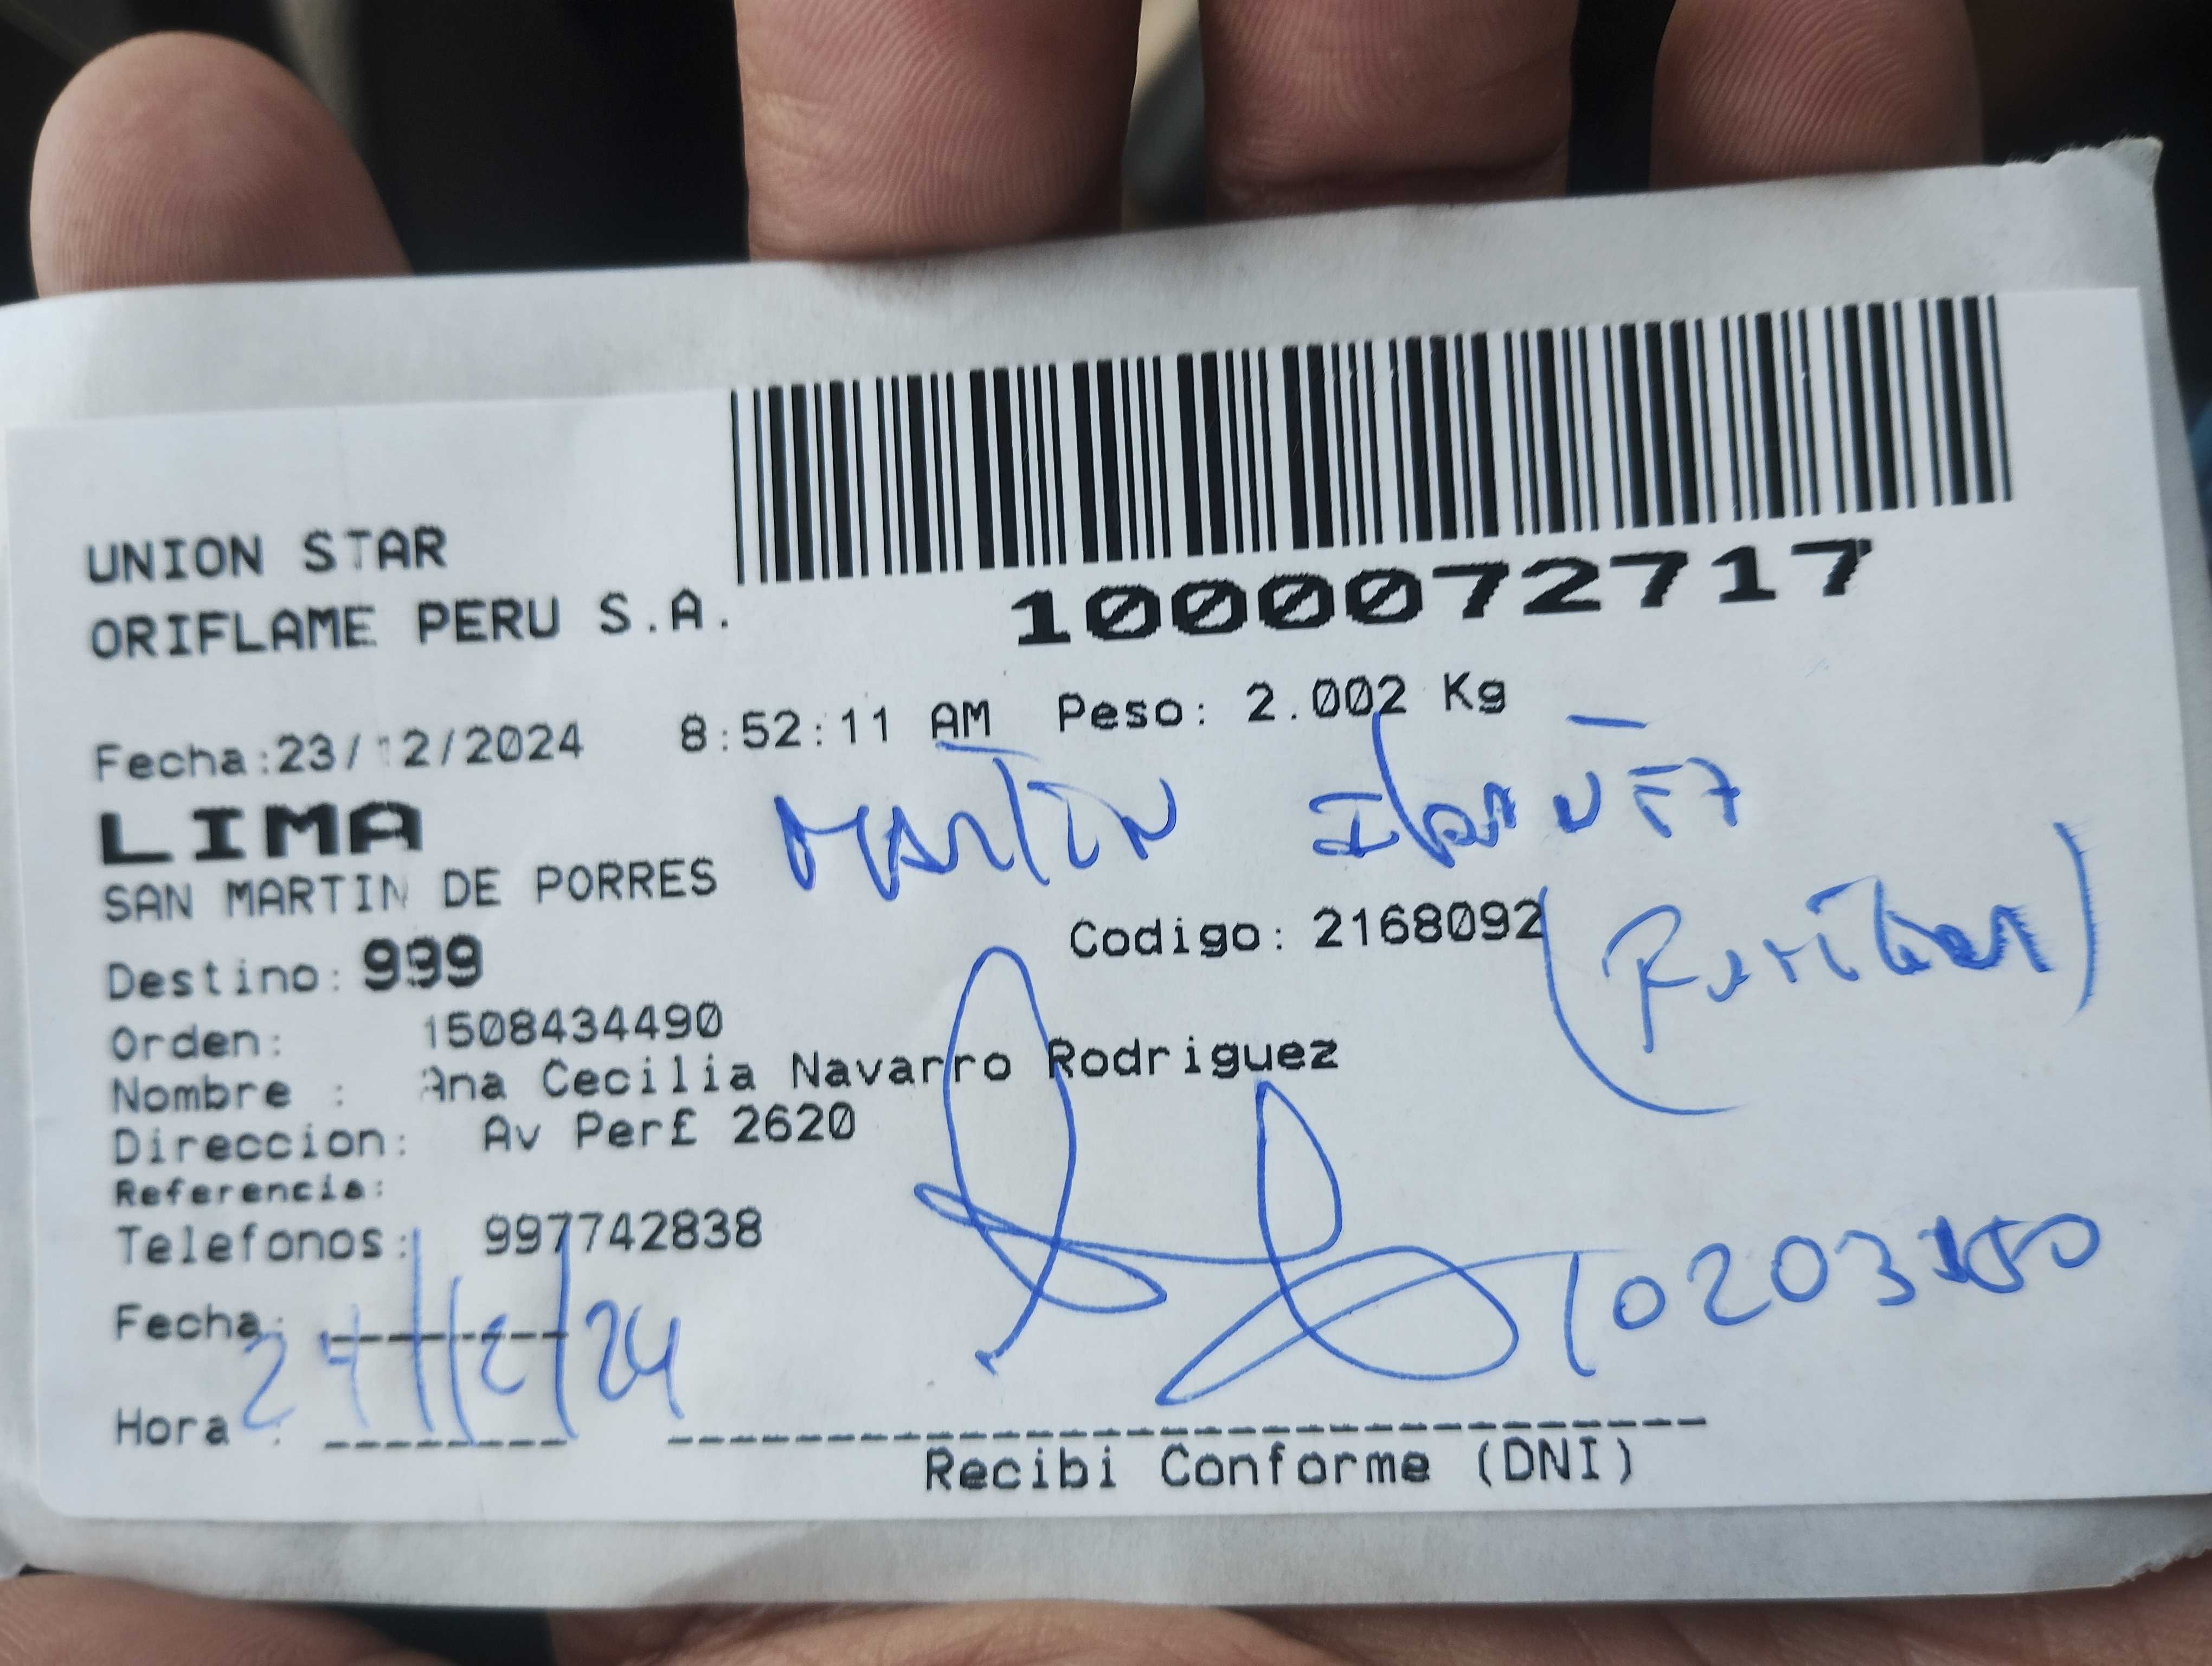 UNION STAR
ORIFLAME PERU S.A.
1000072717
Fecha:23/12/2024 8:52:11 AM Peso: 2.002 Kg
LIMA
MARTIN
SAN MARTIN DE PORRES
Codigo: 2168092
Destino: 999
Orden: 1508434490
Nombre : Ana Cecilia Navarro Rodriguez
Direccion: Av Per£ 2620
Referencia:
Telefonos: 997742838
Fecha: 24/12/24
Hora :
Recibi Conforme (DNI)